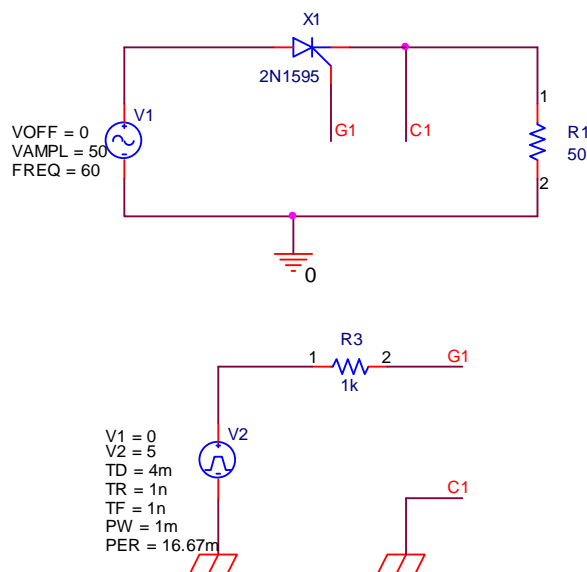 X1
2N1595
G1
C1
V1
VOFF = 0
VAMPL = 50
FREQ = 60
1
R1
50
2
0
R3
1
2
1k
G1
V2
V1 = 0
V2 = 5
TD = 4m
TR = 1n
TF = 1n
PW = 1m
PER = 16.67m
C1